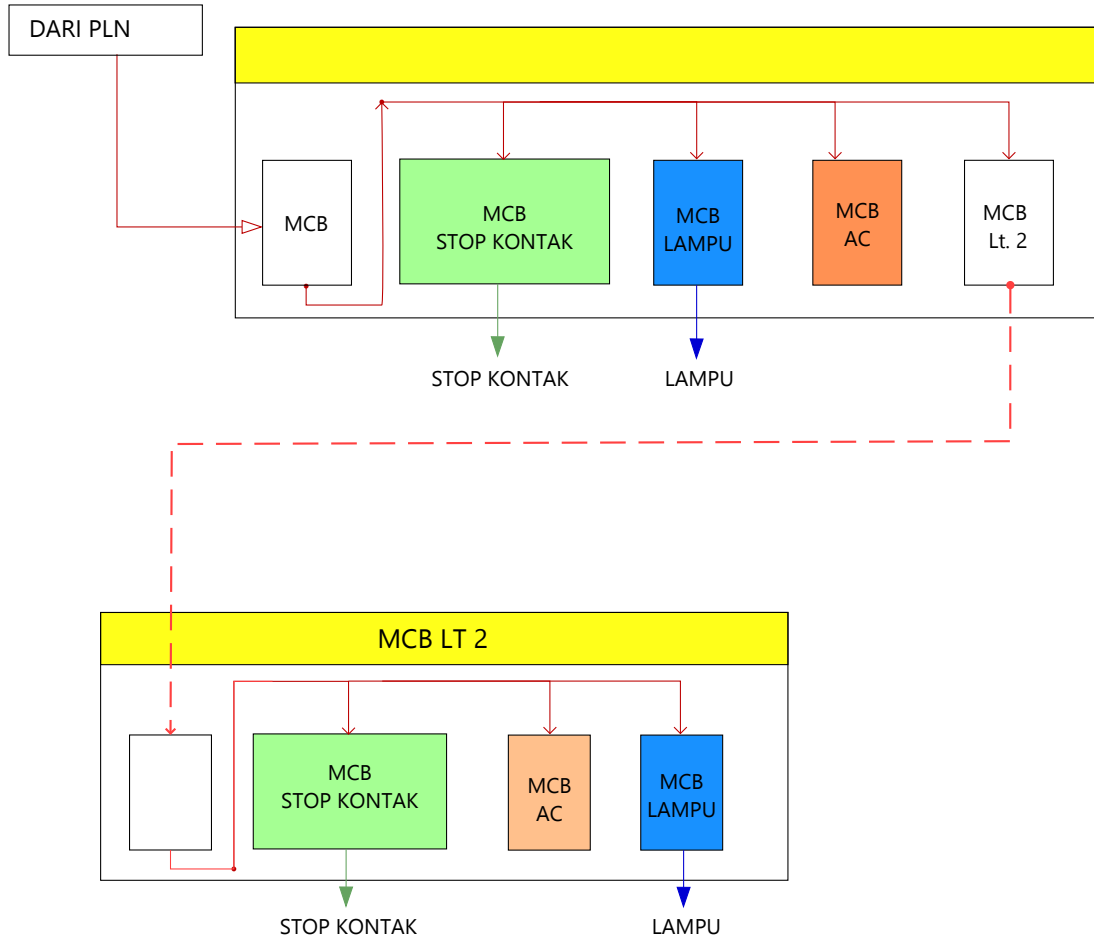 DARI PLN
MCB
MCB
STOP KONTAK
MCB
LAMPU
MCB
AC
MCB
Lt. 2
STOP KONTAK
LAMPU
MCB LT 2
MCB
STOP KONTAK
MCB
AC
MCB
LAMPU
STOP KONTAK
LAMPU